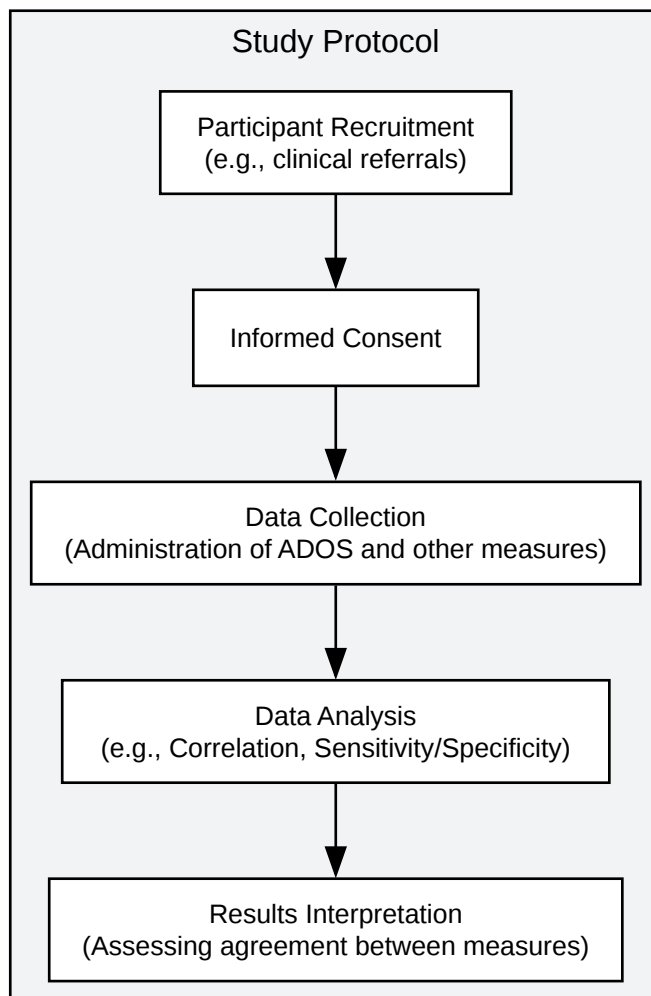 Study Protocol
Participant Recruitment
(e.g., clinical referrals)
Informed Consent
Data Collection
(Administration of ADOS and other measures)
Data Analysis
(e.g., Correlation, Sensitivity/Specificity)
Results Interpretation
(Assessing agreement between measures)